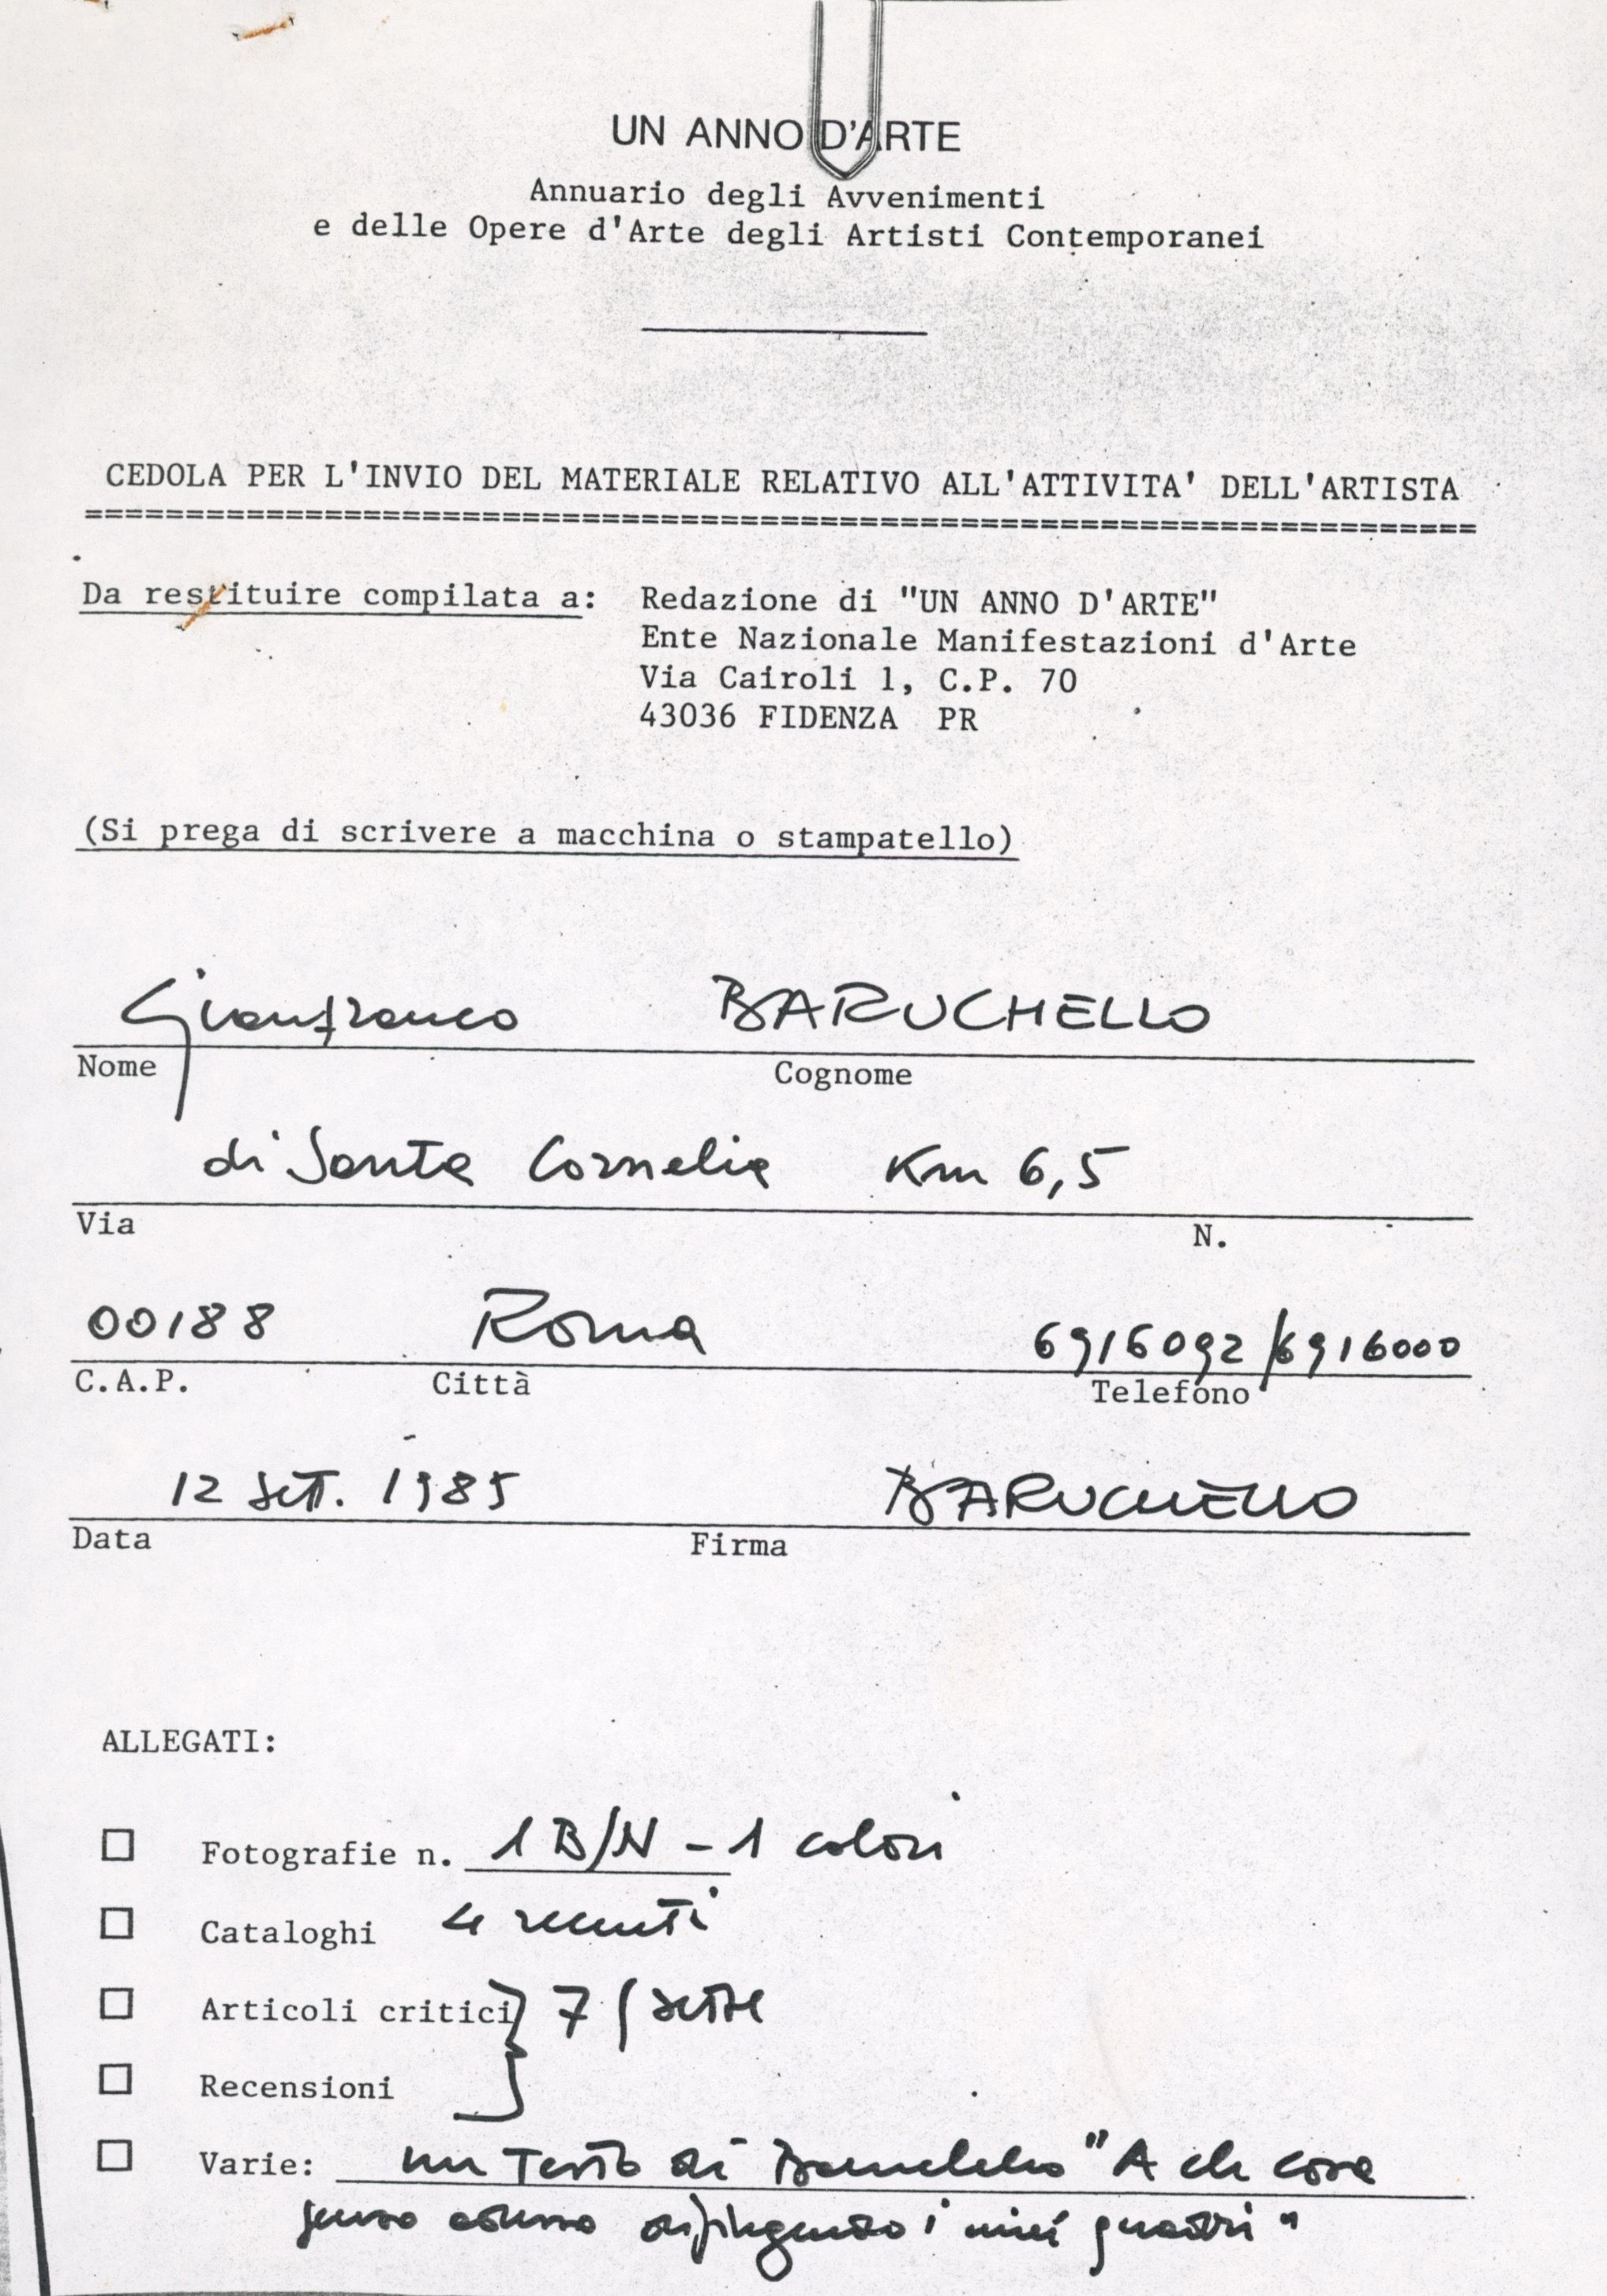 UN ANNO D'ARTE
Annuario degli Avvenimenti
e delle Opere d'Arte degli Artisti Contemporanei
CEDOLA PER L'INVIO DEL MATERIALE RELATIVO ALL'ATTIVITA' DELL'ARTISTA
Da restituire compilata a: Redazione di "UN ANNO D'ARTE"
Ente Nazionale Manifestazioni d'Arte
Via Cairoli 1, C.P. 70
43036 FIDENZA PR
(Si prega di scrivere a macchina o stampatello)
Gianfranco BARUCHELLO
Nome Cognome
di Santa Cornelia Km 6,5
Via N.
00188 Roma 6916092/6916000
C.A.P. Città Telefono
12 sett. 1985 BARUCHELLO
Data Firma
ALLEGATI:
Fotografie n. 1 B/N - 1 colori
Cataloghi 4 recenti
Articoli critici } 7 / sette
Recensioni
Varie: un Testo di Baruchello "A che cosa
penso adesso dipingendo i miei quadri"